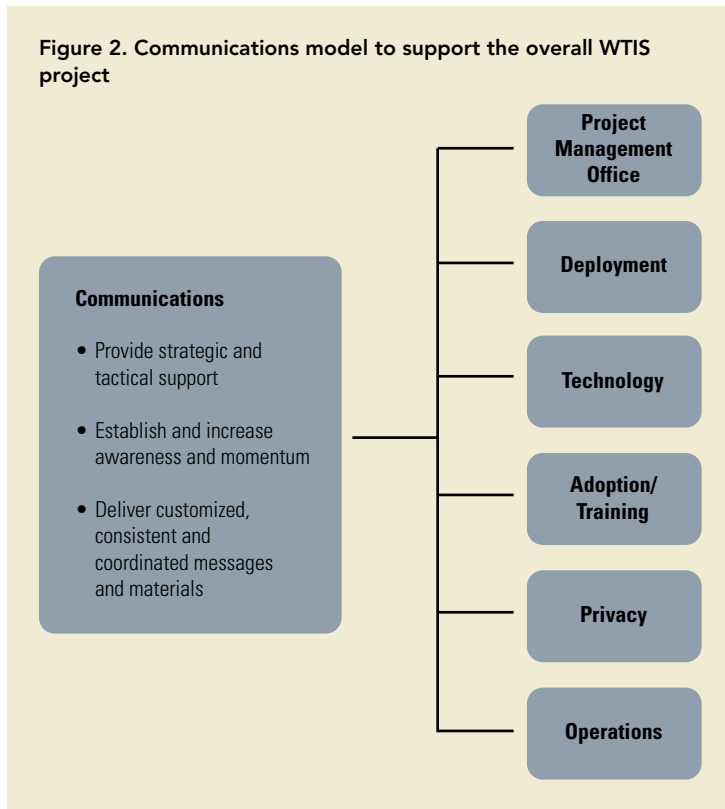 Figure 2. Communications model to support the overall WTIS
project
Communications
• Provide strategic and
tactical support
• Establish and increase
awareness and momentum
• Deliver customized,
consistent and
coordinated messages
and materials
Project
Management
Office
Deployment
Technology
Adoption/
Training
Privacy
Operations